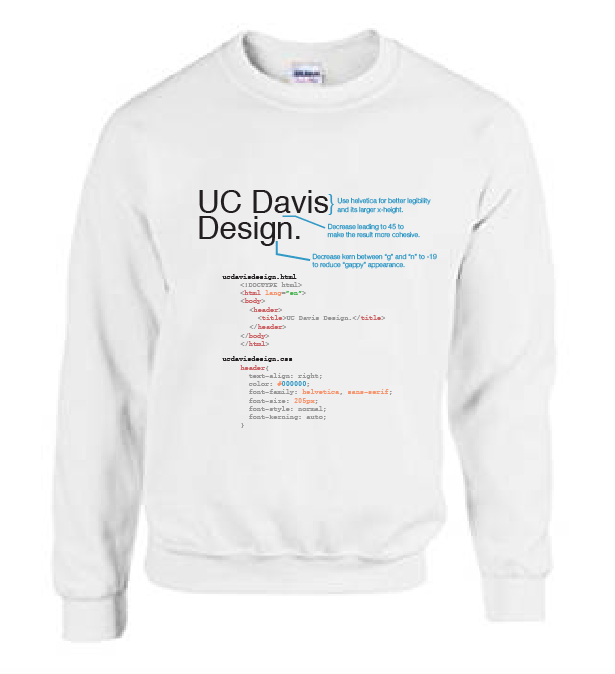 UC Davis
Design.
} Use helvetica for better legibility
and its larger x-height.
Decrease leading to 45 to
make the result more cohesive.
Decrease kern between "g" and "n" to -19
to reduce "gappy" appearance.
ucdavisdesign.html
<!DOCTYPE html>
<html lang="en">
<body>
<header>
<title>UC Davis Design.</title>
</header>
</body>
</html>
ucdavisdesign.css
header{
text-align: right;
color: #000000;
font-family: helvetica, sans-serif;
font-size: 205px;
font-style: normal;
font-kerning: auto;
}